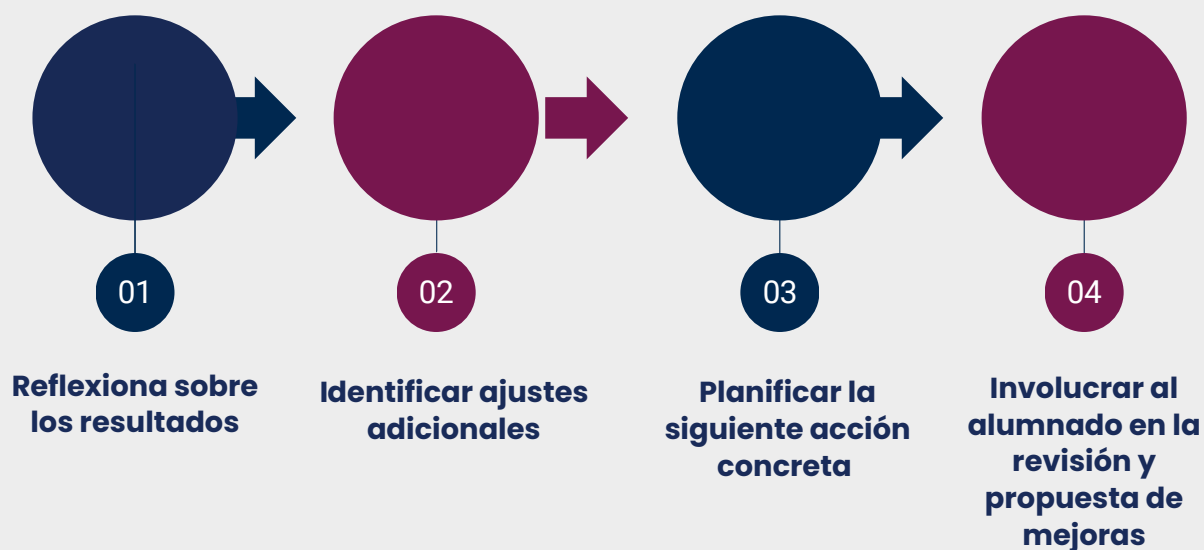 01
Reflexiona sobre
los resultados
02
Identificar ajustes
adicionales
03
Planificar la
siguiente acción
concreta
04
Involucrar al
alumnado en la
revisión y
propuesta de
mejoras